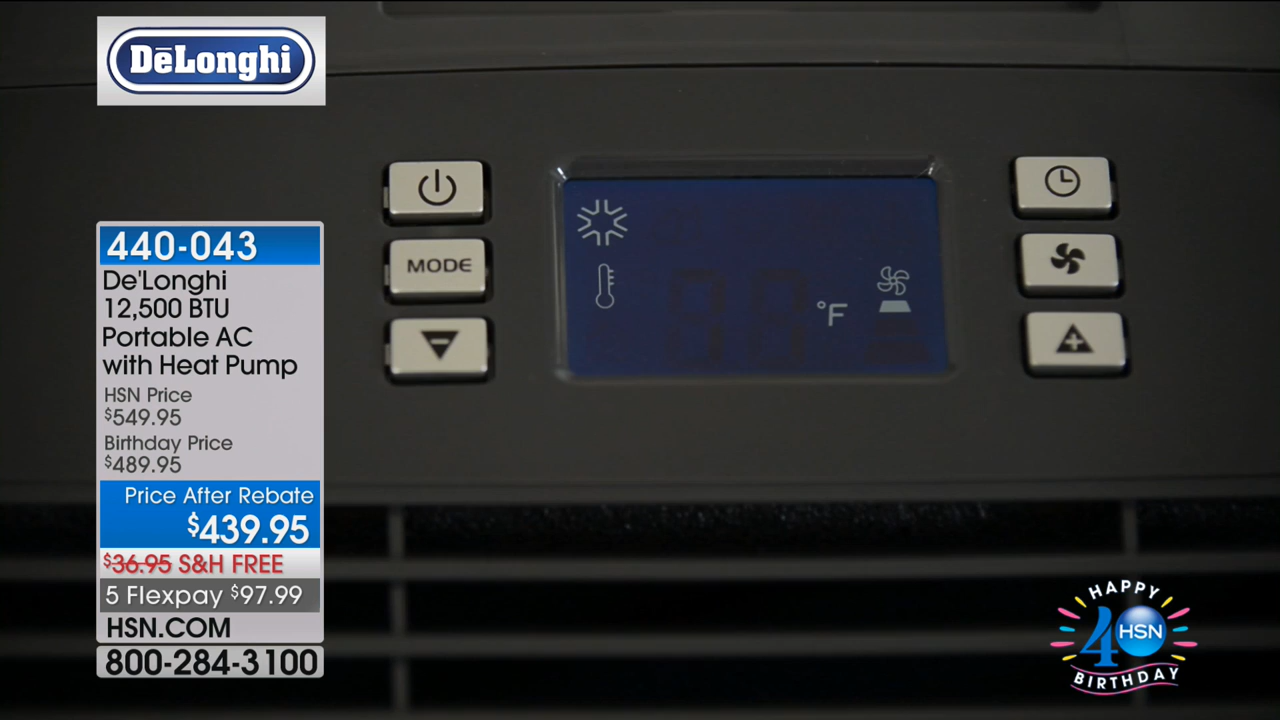 DeLonghi
440-043
De'Longhi
12,500 BTU
Portable AC
with Heat Pump
HSN Price
$549.95
Birthday Price
$489.95
Price After Rebate
$439.95
$36.95 S&H FREE
5 Flexpay $97.99
HSN.COM
800-284-3100
MODE
°F
HAPPY
40
HSN
BIRTHDAY